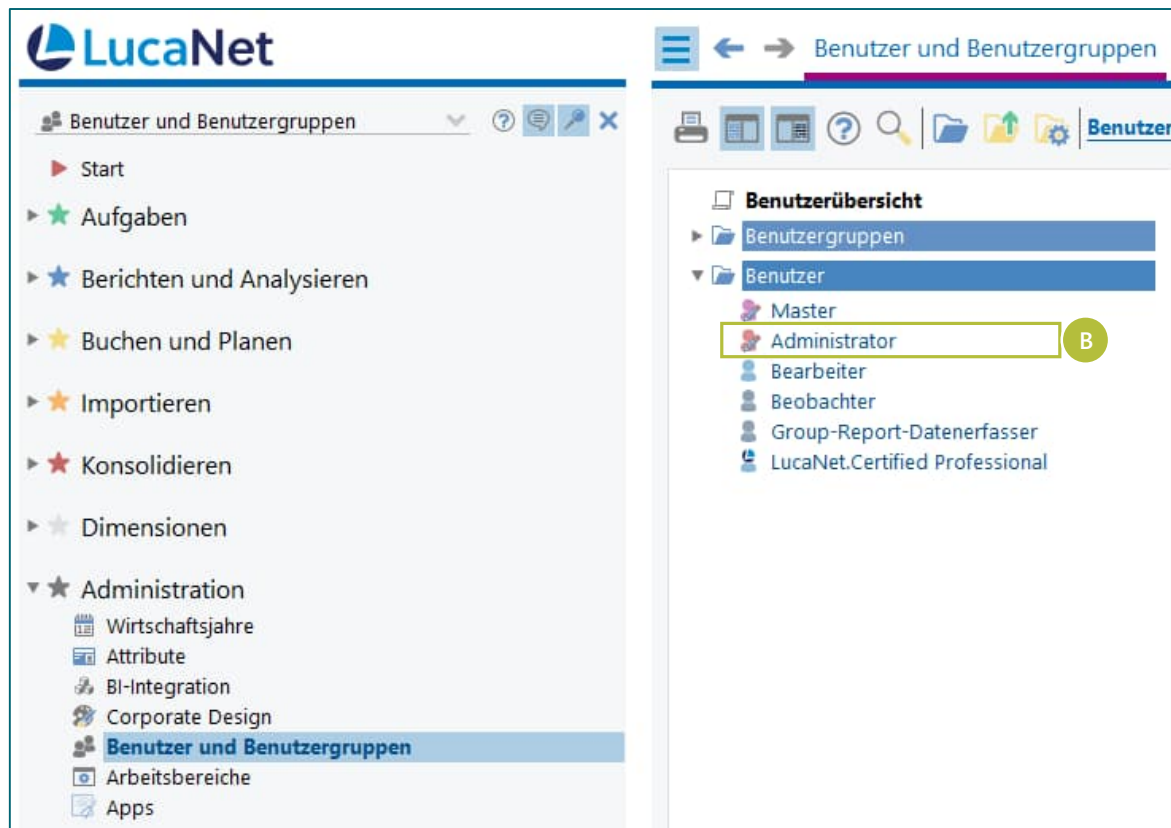 LucaNet
Benutzer und Benutzergruppen
Start
Aufgaben
Berichten und Analysieren
Buchen und Planen
Importieren
Konsolidieren
Dimensionen
Administration
Wirtschaftsjahre
Attribute
BI-Integration
Corporate Design
Benutzer und Benutzergruppen
Arbeitsbereiche
Apps
Benutzer und Benutzergruppen
Benutzer
Benutzerübersicht
Benutzergruppen
Benutzer
Master
Administrator
B
Bearbeiter
Beobachter
Group-Report-Datenerfasser
LucaNet.Certified Professional